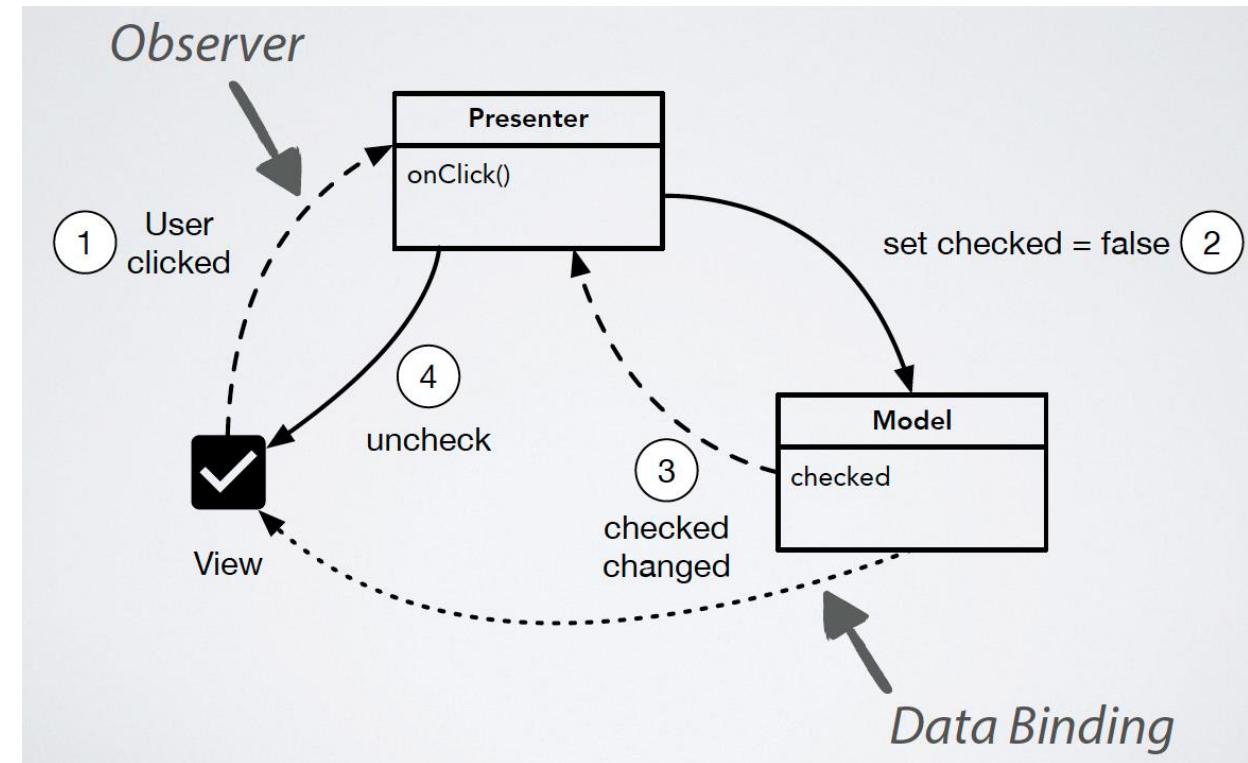 Observer
Presenter
onClick()
1
User
clicked
set checked = false
2
4
uncheck
Model
checked
3
checked
changed
View
Data Binding